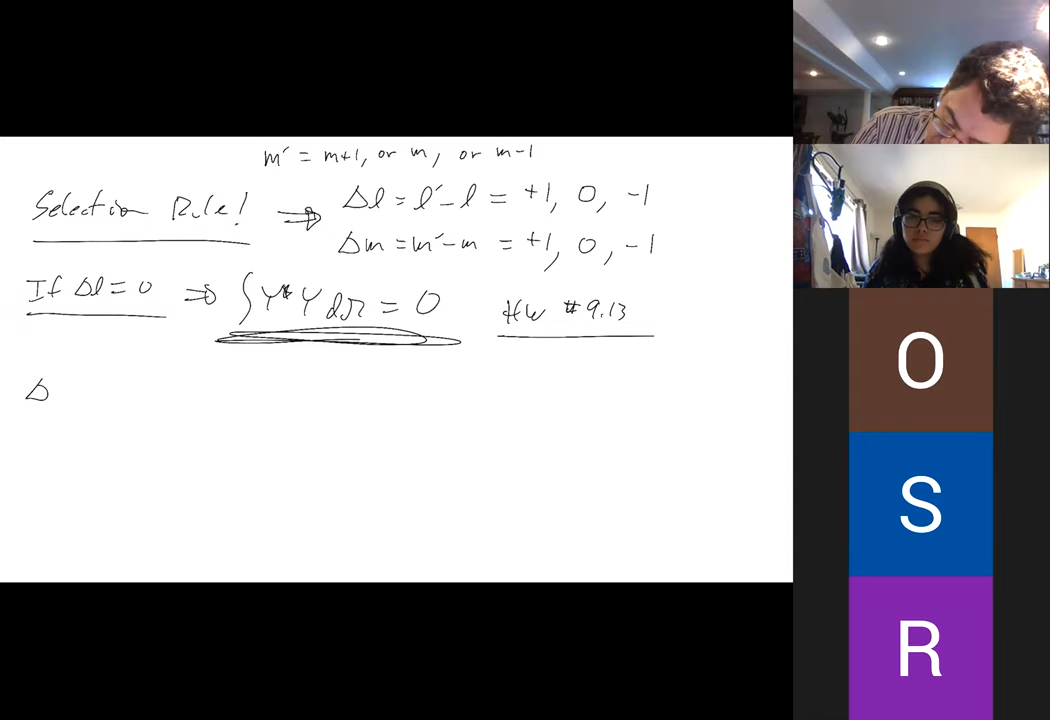 m′ = m+1, or m, or m-1
Selection Rule! ⇒ Δl = l′-l = +1, 0, -1
Δm = m′-m = +1, 0, -1
If Δl = 0 ⇒ ∫Y*Y dΩ = 0 HW #9.13
Δ
O
S
R